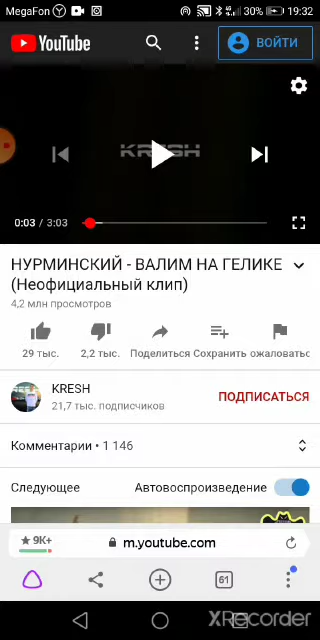 MegaFon 30% 19:32
YouTube ВОЙТИ
KRESH
0:03 / 3:03
НУРМИНСКИЙ - ВАЛИМ НА ГЕЛИКЕ
(Неофициальный клип)
4,2 млн просмотров
29 тыс. 2,2 тыс. Поделиться Сохранить ожаловатьс
KRESH
21,7 тыс. подписчиков
ПОДПИСАТЬСЯ
Комментарии • 1 146
Следующее Автовоспроизведение
★ 9K+ m.youtube.com
61
XRecorder